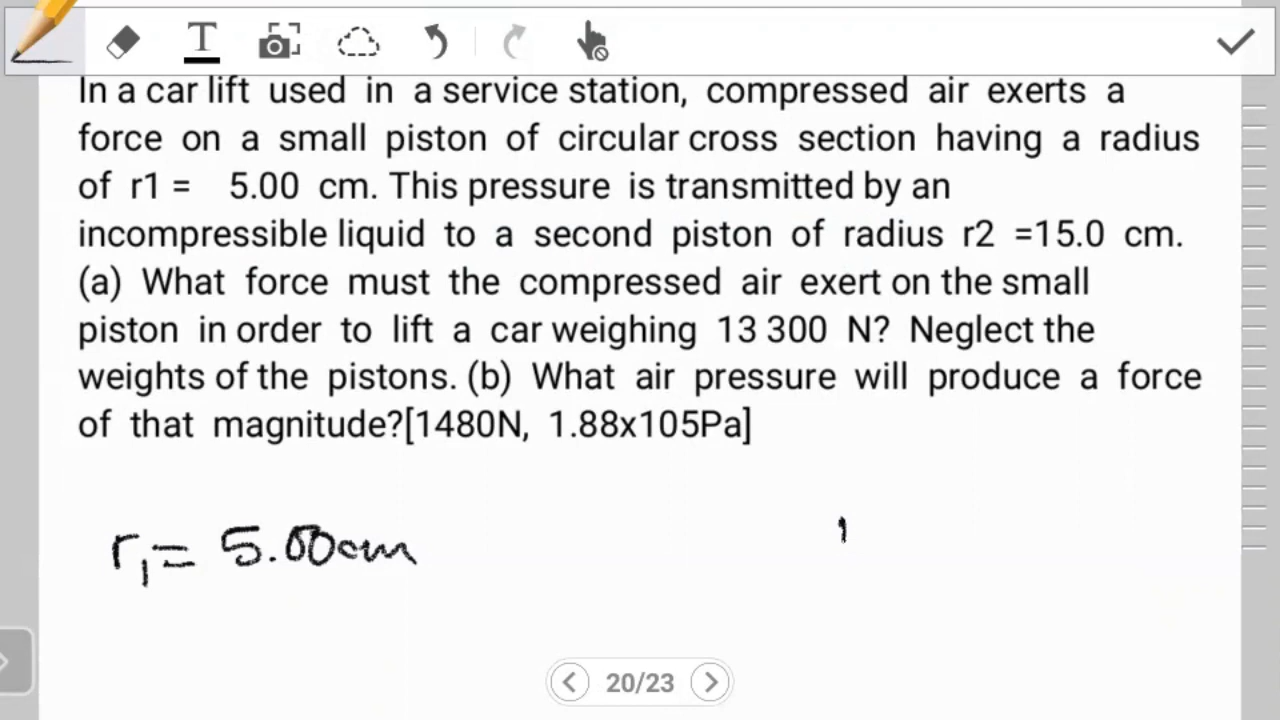 T
In a car lift used in a service station, compressed air exerts a
force on a small piston of circular cross section having a radius
of r1 = 5.00 cm. This pressure is transmitted by an
incompressible liquid to a second piston of radius r2 =15.0 cm.
(a) What force must the compressed air exert on the small
piston in order to lift a car weighing 13 300 N? Neglect the
weights of the pistons. (b) What air pressure will produce a force
of that magnitude?[1480N, 1.88x105Pa]
r₁= 5.00cm
20/23